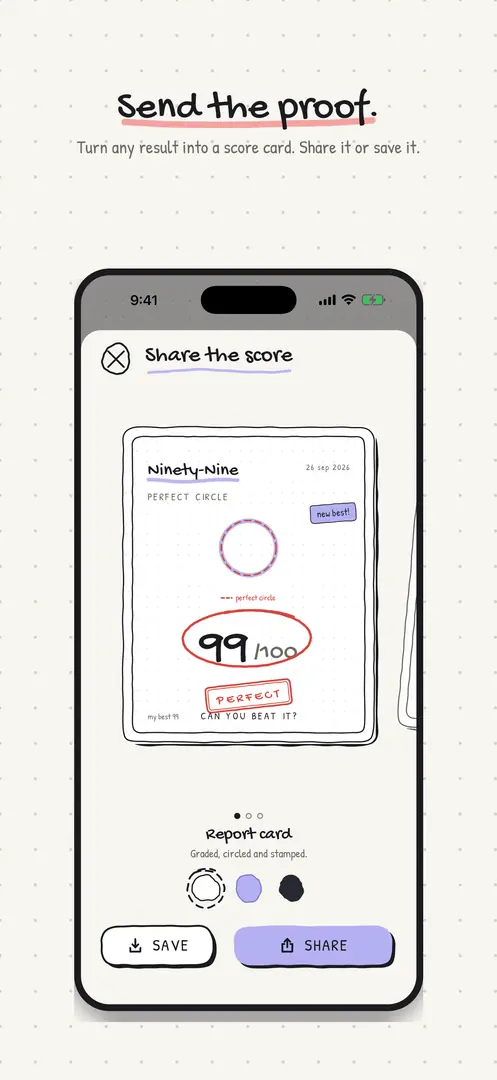 Send the proof.
Turn any result into a score card. Share it or save it.
9:41
Share the score
Ninety-Nine
26 sep 2026
PERFECT CIRCLE
new best!
perfect circle
99 /100
PERFECT
my best 99
CAN YOU BEAT IT?
Report card
Graded, circled and stamped.
SAVE
SHARE